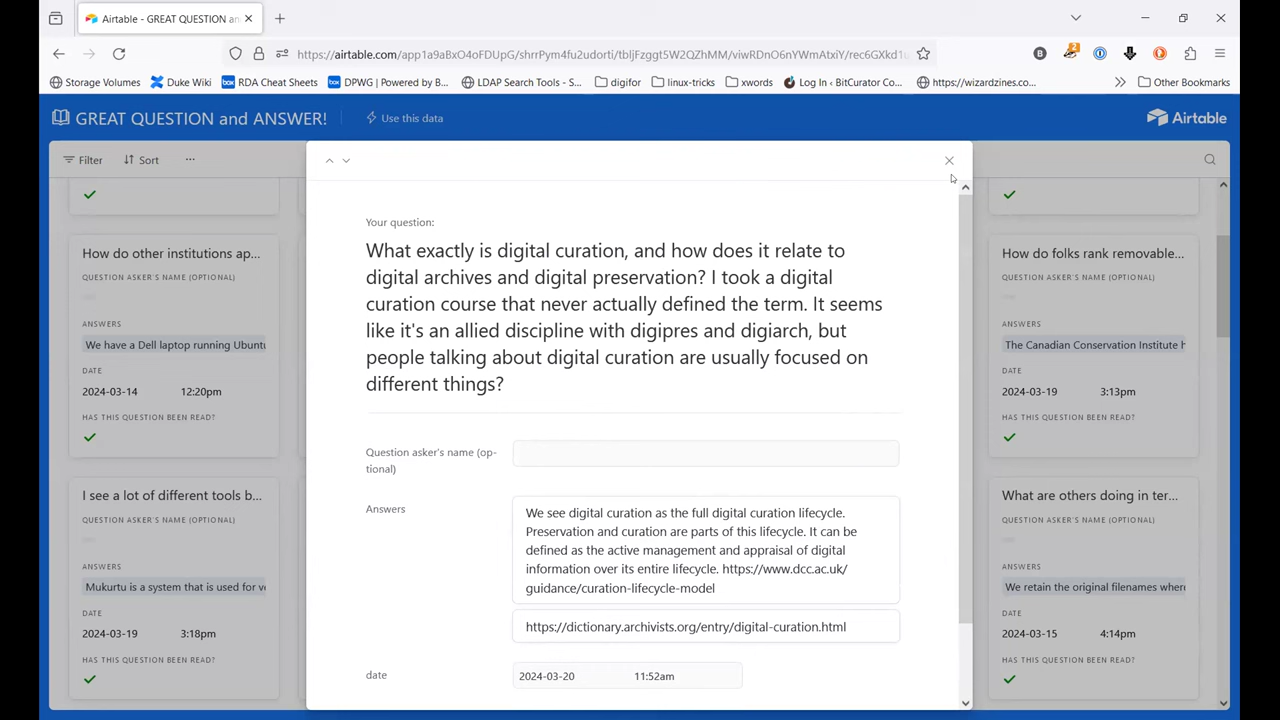 Airtable - GREAT QUESTION an
https://airtable.com/app1a9aBxO4oFDUpG/shrrPym4fu2udorti/tbljFzggt5W2QZhMM/viwRDnO6nYWmAtxiY/rec6GXkd1
2
Storage Volumes
Duke Wiki
RDA Cheat Sheets
DPWG | Powered by B...
LDAP Search Tools - S...
digifor
linux-tricks
xwords
Log In ‹ BitCurator Co...
https://wizardzines.co...
Other Bookmarks
GREAT QUESTION and ANSWER!
Use this data
Airtable
Filter
Sort
...
Your question:
What exactly is digital curation, and how does it relate to
digital archives and digital preservation? I took a digital
curation course that never actually defined the term. It seems
like it's an allied discipline with digipres and digiarch, but
people talking about digital curation are usually focused on
different things?
Question asker's name (op-
tional)
Answers
We see digital curation as the full digital curation lifecycle.
Preservation and curation are parts of this lifecycle. It can be
defined as the active management and appraisal of digital
information over its entire lifecycle. https://www.dcc.ac.uk/
guidance/curation-lifecycle-model
https://dictionary.archivists.org/entry/digital-curation.html
date
2024-03-20 11:52am
How do other institutions ap...
QUESTION ASKER'S NAME (OPTIONAL)
ANSWERS
We have a Dell laptop running Ubuntu
DATE
2024-03-14 12:20pm
HAS THIS QUESTION BEEN READ?
I see a lot of different tools b...
QUESTION ASKER'S NAME (OPTIONAL)
ANSWERS
Mukurtu is a system that is used for v
DATE
2024-03-19 3:18pm
HAS THIS QUESTION BEEN READ?
How do folks rank removable...
QUESTION ASKER'S NAME (OPTIONAL)
ANSWERS
The Canadian Conservation Institute h
DATE
2024-03-19 3:13pm
HAS THIS QUESTION BEEN READ?
What are others doing in ter...
QUESTION ASKER'S NAME (OPTIONAL)
ANSWERS
We retain the original filenames wher
DATE
2024-03-15 4:14pm
HAS THIS QUESTION BEEN READ?